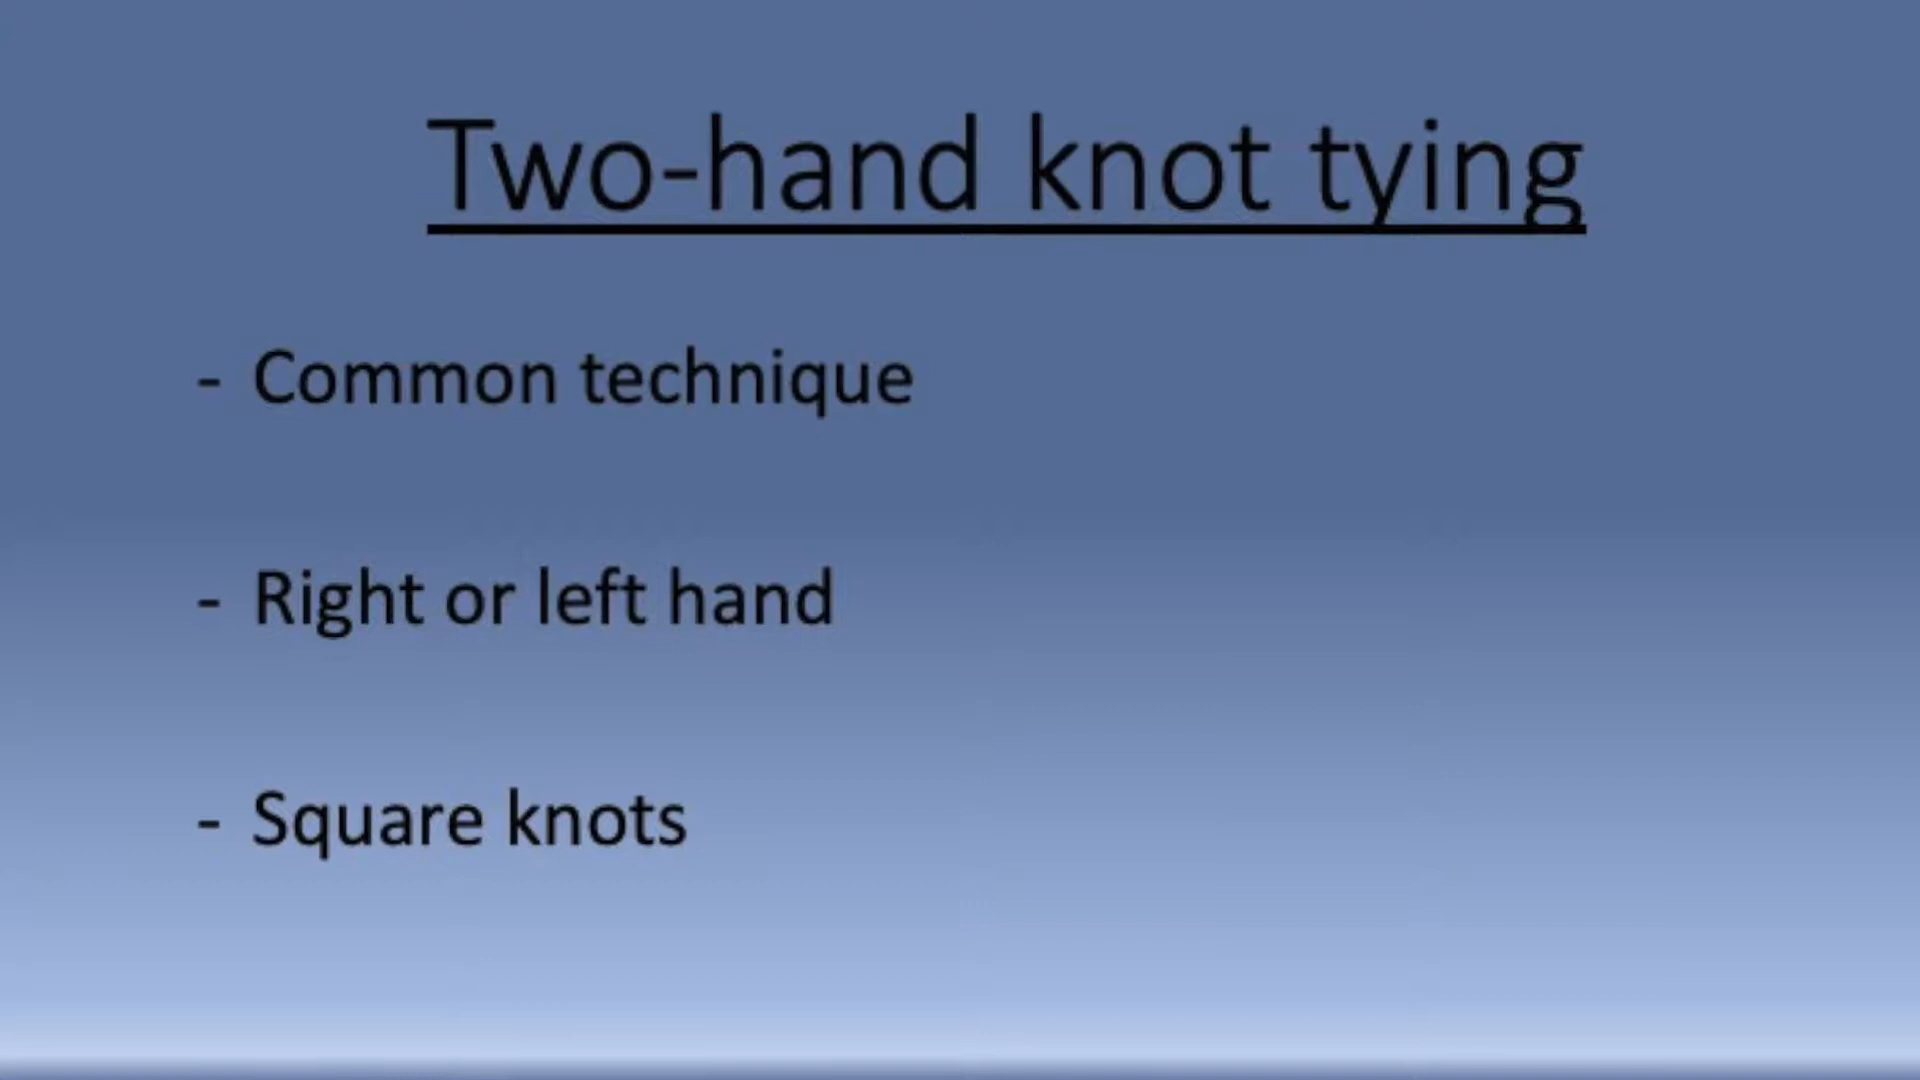 Two-hand knot tying
- Common technique
- Right or left hand
- Square knots